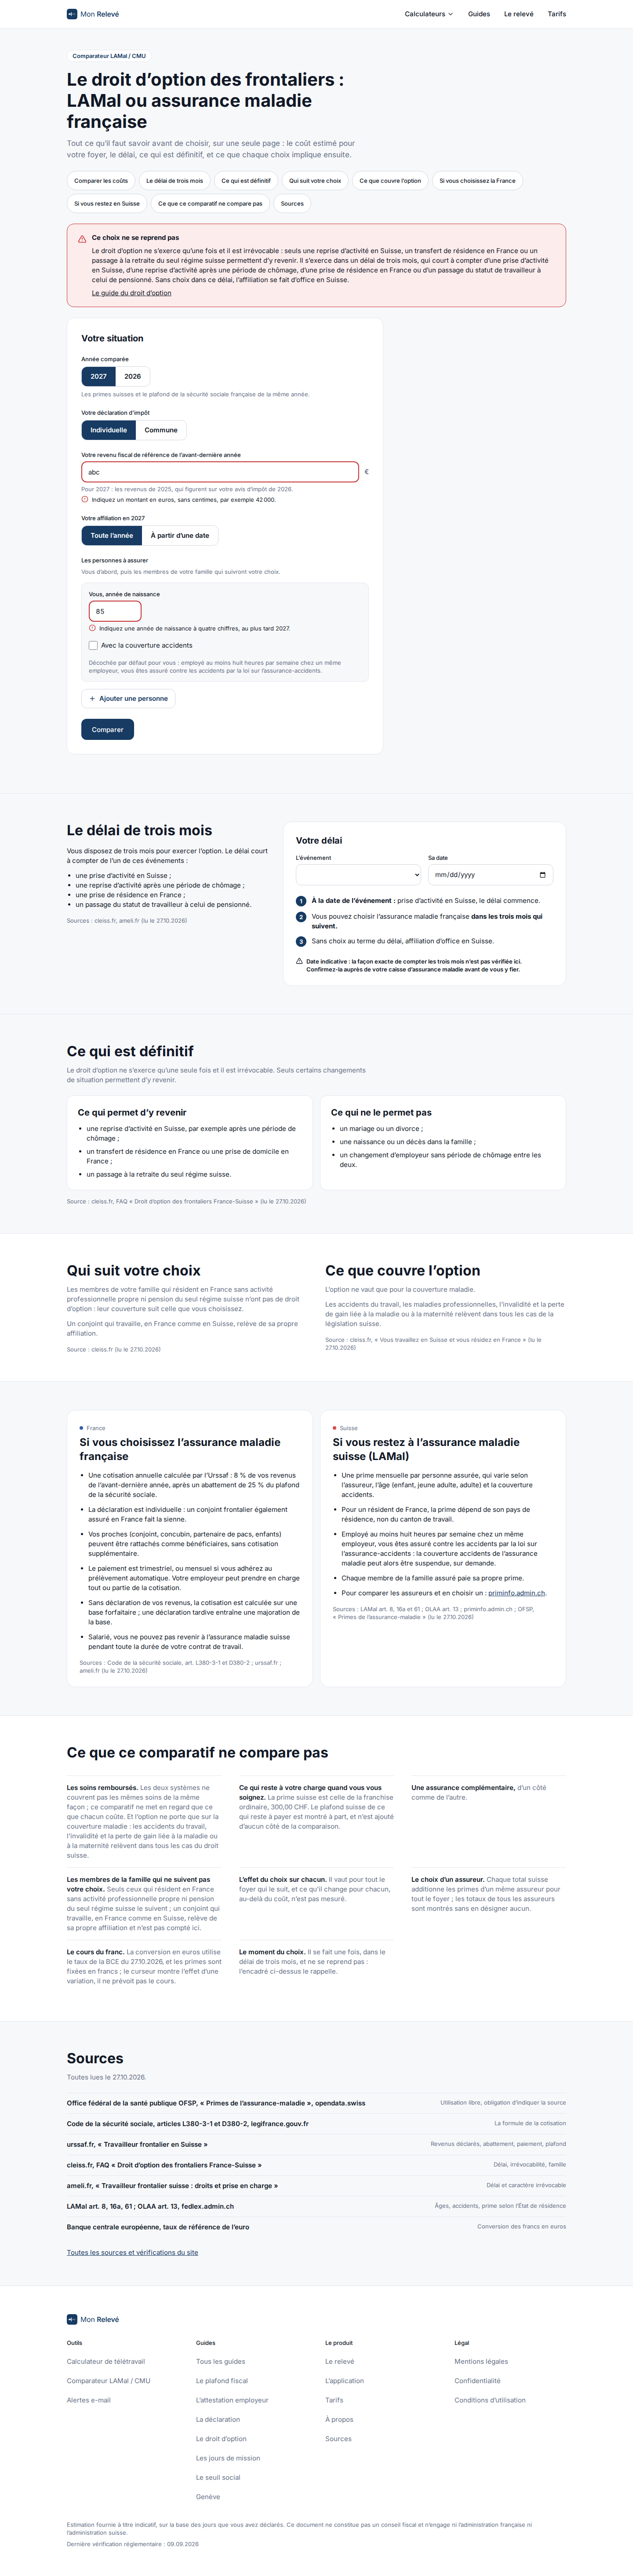 Mon Relevé
Calculateurs
Guides
Le relevé
Tarifs
Comparateur LAMal / CMU
Le droit d’option des frontaliers :
LAMal ou assurance maladie
française
Tout ce qu’il faut savoir avant de choisir, sur une seule page : le coût estimé pour
votre foyer, le délai, ce qui est définitif, et ce que chaque choix implique ensuite.
Comparer les coûts
Le délai de trois mois
Ce qui est définitif
Qui suit votre choix
Ce que couvre l’option
Si vous choisissez la France
Si vous restez en Suisse
Ce que ce comparatif ne compare pas
Sources
Ce choix ne se reprend pas
Le droit d’option ne s’exerce qu’une fois et il est irrévocable : seuls une reprise d’activité en Suisse, un transfert de résidence en France ou un
passage à la retraite du seul régime suisse permettent d’y revenir. Il s’exerce dans un délai de trois mois, qui court à compter d’une prise d’activité
en Suisse, d’une reprise d’activité après une période de chômage, d’une prise de résidence en France ou d’un passage du statut de travailleur à
celui de pensionné. Sans choix dans ce délai, l’affiliation se fait d’office en Suisse.
Le guide du droit d’option
Votre situation
Année comparée
2027
2026
Les primes suisses et le plafond de la sécurité sociale française de la même année.
Votre déclaration d’impôt
Individuelle
Commune
Votre revenu fiscal de référence de l’avant-dernière année
abc
€
Pour 2027 : les revenus de 2025, qui figurent sur votre avis d’impôt de 2026.
Indiquez un montant en euros, sans centimes, par exemple 42 000.
Votre affiliation en 2027
Toute l’année
À partir d’une date
Les personnes à assurer
Vous d’abord, puis les membres de votre famille qui suivront votre choix.
Vous, année de naissance
85
Indiquez une année de naissance à quatre chiffres, au plus tard 2027.
Avec la couverture accidents
Décochée par défaut pour vous : employé au moins huit heures par semaine chez un même
employeur, vous êtes assuré contre les accidents par la loi sur l’assurance-accidents.
Ajouter une personne
Comparer
Le délai de trois mois
Vous disposez de trois mois pour exercer l’option. Le délai court
à compter de l’un de ces événements :
• une prise d’activité en Suisse ;
• une reprise d’activité après une période de chômage ;
• une prise de résidence en France ;
• un passage du statut de travailleur à celui de pensionné.
Sources : cleiss.fr, ameli.fr (lu le 27.10.2026)
Votre délai
L’événement
Sa date
mm/dd/yyyy
1 À la date de l’événement : prise d’activité en Suisse, le délai commence.
2 Vous pouvez choisir l’assurance maladie française dans les trois mois qui
suivent.
3 Sans choix au terme du délai, affiliation d’office en Suisse.
Date indicative : la façon exacte de compter les trois mois n’est pas vérifiée ici.
Confirmez-la auprès de votre caisse d’assurance maladie avant de vous y fier.
Ce qui est définitif
Le droit d’option ne s’exerce qu’une seule fois et il est irrévocable. Seuls certains changements
de situation permettent d’y revenir.
Ce qui permet d’y revenir
• une reprise d’activité en Suisse, par exemple après une période de
chômage ;
• un transfert de résidence en France ou une prise de domicile en
France ;
• un passage à la retraite du seul régime suisse.
Ce qui ne le permet pas
• un mariage ou un divorce ;
• une naissance ou un décès dans la famille ;
• un changement d’employeur sans période de chômage entre les
deux.
Source : cleiss.fr, FAQ « Droit d’option des frontaliers France-Suisse » (lu le 27.10.2026)
Qui suit votre choix
Les membres de votre famille qui résident en France sans activité
professionnelle propre ni pension du seul régime suisse n’ont pas de droit
d’option : leur couverture suit celle que vous choisissez.
Un conjoint qui travaille, en France comme en Suisse, relève de sa propre
affiliation.
Source : cleiss.fr (lu le 27.10.2026)
Ce que couvre l’option
L’option ne vaut que pour la couverture maladie.
Les accidents du travail, les maladies professionnelles, l’invalidité et la perte
de gain liée à la maladie ou à la maternité relèvent dans tous les cas de la
législation suisse.
Source : cleiss.fr, « Vous travaillez en Suisse et vous résidez en France » (lu le
27.10.2026)
France
Si vous choisissez l’assurance maladie
française
• Une cotisation annuelle calculée par l’Urssaf : 8 % de vos revenus
de l’avant-dernière année, après un abattement de 25 % du plafond
de la sécurité sociale.
• La déclaration est individuelle : un conjoint frontalier également
assuré en France fait la sienne.
• Vos proches (conjoint, concubin, partenaire de pacs, enfants)
peuvent être rattachés comme bénéficiaires, sans cotisation
supplémentaire.
• Le paiement est trimestriel, ou mensuel si vous adhérez au
prélèvement automatique. Votre employeur peut prendre en charge
tout ou partie de la cotisation.
• Sans déclaration de vos revenus, la cotisation est calculée sur une
base forfaitaire ; une déclaration tardive entraîne une majoration de
la base.
• Salarié, vous ne pouvez pas revenir à l’assurance maladie suisse
pendant toute la durée de votre contrat de travail.
Sources : Code de la sécurité sociale, art. L380-3-1 et D380-2 ; urssaf.fr ;
ameli.fr (lu le 27.10.2026)
Suisse
Si vous restez à l’assurance maladie
suisse (LAMal)
• Une prime mensuelle par personne assurée, qui varie selon
l’assureur, l’âge (enfant, jeune adulte, adulte) et la couverture
accidents.
• Pour un résident de France, la prime dépend de son pays de
résidence, non du canton de travail.
• Employé au moins huit heures par semaine chez un même
employeur, vous êtes assuré contre les accidents par la loi sur
l’assurance-accidents : la couverture accidents de l’assurance
maladie peut alors être suspendue, sur demande.
• Chaque membre de la famille assuré paie sa propre prime.
• Pour comparer les assureurs et en choisir un : priminfo.admin.ch.
Sources : LAMal art. 8, 16a et 61 ; OLAA art. 13 ; priminfo.admin.ch ; OFSP,
« Primes de l’assurance-maladie » (lu le 27.10.2026)
Ce que ce comparatif ne compare pas
Les soins remboursés. Les deux systèmes ne
couvrent pas les mêmes soins de la même
façon ; ce comparatif ne met en regard que ce
que chacun coûte. Et l’option ne porte que sur la
couverture maladie : les accidents du travail,
l’invalidité et la perte de gain liée à la maladie ou
à la maternité relèvent dans tous les cas du droit
suisse.
Ce qui reste à votre charge quand vous vous
soignez. La prime suisse est celle de la franchise
ordinaire, 300,00 CHF. Le plafond suisse de ce
qui reste à payer est montré à part, et n’est ajouté
d’aucun côté de la comparaison.
Une assurance complémentaire, d’un côté
comme de l’autre.
Les membres de la famille qui ne suivent pas
votre choix. Seuls ceux qui résident en France
sans activité professionnelle propre ni pension
du seul régime suisse le suivent ; un conjoint qui
travaille, en France comme en Suisse, relève de
sa propre affiliation et n’est pas compté ici.
L’effet du choix sur chacun. Il vaut pour tout le
foyer qui le suit, et ce qu’il change pour chacun,
au-delà du coût, n’est pas mesuré.
Le choix d’un assureur. Chaque total suisse
additionne les primes d’un même assureur pour
tout le foyer ; les totaux de tous les assureurs
sont montrés sans en désigner aucun.
Le cours du franc. La conversion en euros utilise
le taux de la BCE du 27.10.2026, et les primes sont
fixées en francs ; le curseur montre l’effet d’une
variation, il ne prévoit pas le cours.
Le moment du choix. Il se fait une fois, dans le
délai de trois mois, et ne se reprend pas :
l’encadré ci-dessus le rappelle.
Sources
Toutes lues le 27.10.2026.
Office fédéral de la santé publique OFSP, « Primes de l’assurance-maladie », opendata.swiss
Utilisation libre, obligation d’indiquer la source
Code de la sécurité sociale, articles L380-3-1 et D380-2, legifrance.gouv.fr
La formule de la cotisation
urssaf.fr, « Travailleur frontalier en Suisse »
Revenus déclarés, abattement, paiement, plafond
cleiss.fr, FAQ « Droit d’option des frontaliers France-Suisse »
Délai, irrévocabilité, famille
ameli.fr, « Travailleur frontalier suisse : droits et prise en charge »
Délai et caractère irrévocable
LAMal art. 8, 16a, 61 ; OLAA art. 13, fedlex.admin.ch
Âges, accidents, prime selon l’État de résidence
Banque centrale européenne, taux de référence de l’euro
Conversion des francs en euros
Toutes les sources et vérifications du site
Mon Relevé
Outils
Calculateur de télétravail
Comparateur LAMal / CMU
Alertes e-mail
Guides
Tous les guides
Le plafond fiscal
L’attestation employeur
La déclaration
Le droit d’option
Les jours de mission
Le seuil social
Genève
Le produit
Le relevé
L’application
Tarifs
À propos
Sources
Légal
Mentions légales
Confidentialité
Conditions d’utilisation
Estimation fournie à titre indicatif, sur la base des jours que vous avez déclarés. Ce document ne constitue pas un conseil fiscal et n’engage ni l’administration française ni
l’administration suisse.
Dernière vérification réglementaire : 09.09.2026